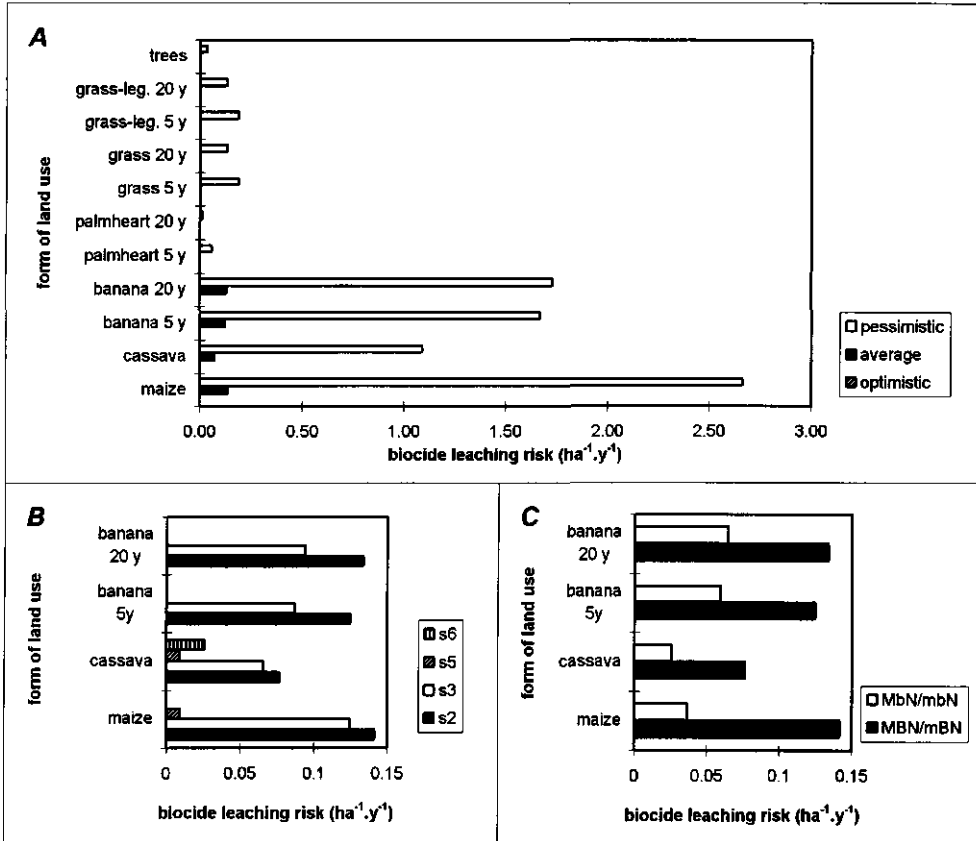 A
form of land use
trees
grass-leg. 20 y
grass-leg. 5 y
grass 20 y
grass 5 y
palmheart 20 y
palmheart 5 y
banana 20 y
banana 5 y
cassava
maize
0.00 0.50 1.00 1.50 2.00 2.50 3.00
biocide leaching risk (ha⁻¹.y⁻¹)
pessimistic
average
optimistic
B
form of land use
banana
20 y
banana
5y
cassava
maize
0 0.05 0.1 0.15
biocide leaching risk (ha⁻¹.y⁻¹)
s6
s5
s3
s2
C
form of land use
banana
20 y
banana
5y
cassava
maize
0 0.05 0.1 0.15
biocide leaching risk (ha⁻¹.y⁻¹)
MbN/mbN
MBN/mBN